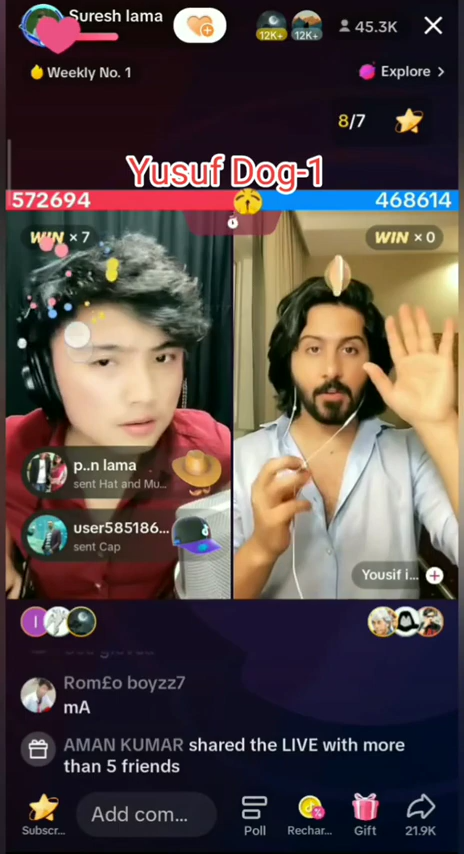 Suresh lama
12K+
12K+
45.3K
Weekly No. 1
Explore >
8/7
Yusuf Dog-1
572694
468614
WIN × 7
WIN × 0
p..n lama
sent Hat and Mu...
user585186...
sent Cap
Yousif i...
I
Rom£o boyzz7
mA
AMAN KUMAR shared the LIVE with more
than 5 friends
Add com...
Subscr...
Poll
Rechar...
Gift
21.9K